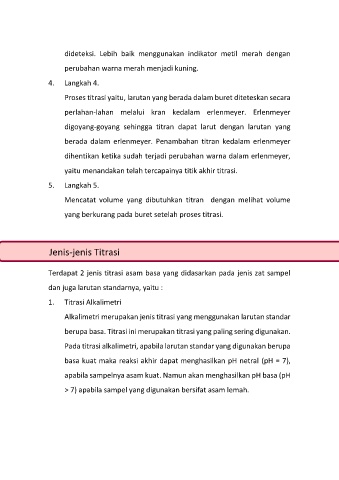 dideteksi. Lebih baik menggunakan indikator metil merah dengan
perubahan warna merah menjadi kuning.
4. Langkah 4.
Proses titrasi yaitu, larutan yang berada dalam buret diteteskan secara
perlahan-lahan melalui kran kedalam erlenmeyer. Erlenmeyer
digoyang-goyang sehingga titran dapat larut dengan larutan yang
berada dalam erlenmeyer. Penambahan titran kedalam erlenmeyer
dihentikan ketika sudah terjadi perubahan warna dalam erlenmeyer,
yaitu menandakan telah tercapainya titik akhir titrasi.
5. Langkah 5.
Mencatat volume yang dibutuhkan titran dengan melihat volume
yang berkurang pada buret setelah proses titrasi.
Jenis-jenis Titrasi
Terdapat 2 jenis titrasi asam basa yang didasarkan pada jenis zat sampel
dan juga larutan standarnya, yaitu :
1. Titrasi Alkalimetri
Alkalimetri merupakan jenis titrasi yang menggunakan larutan standar
berupa basa. Titrasi ini merupakan titrasi yang paling sering digunakan.
Pada titrasi alkalimetri, apabila larutan standar yang digunakan berupa
basa kuat maka reaksi akhir dapat menghasilkan pH netral (pH = 7),
apabila sampelnya asam kuat. Namun akan menghasilkan pH basa (pH
> 7) apabila sampel yang digunakan bersifat asam lemah.